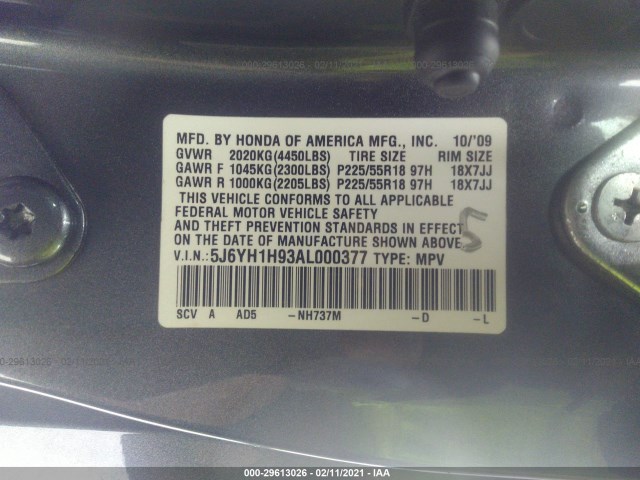 MFD. BY HONDA OF AMERICA MFG., INC. 10/'09
GVWR 2020KG(4450LBS) TIRE SIZE RIM SIZE
GAWR F 1045KG(2300LBS) P225/55R18 97H 18X7JJ
GAWR R 1000KG(2205LBS) P225/55R18 97H 18X7JJ
THIS VEHICLE CONFORMS TO ALL APPLICABLE
FEDERAL MOTOR VEHICLE SAFETY
AND THEFT PREVENTION STANDARDS IN EFFECT
ON THE DATE OF MANUFACTURE SHOWN ABOVE.
5
V.I.N.: 5J6YH1H93AL000377 TYPE: MPV
SCV A AD5 -NH737M -D -L
000-29613026 - 02/11/2021 - IAA